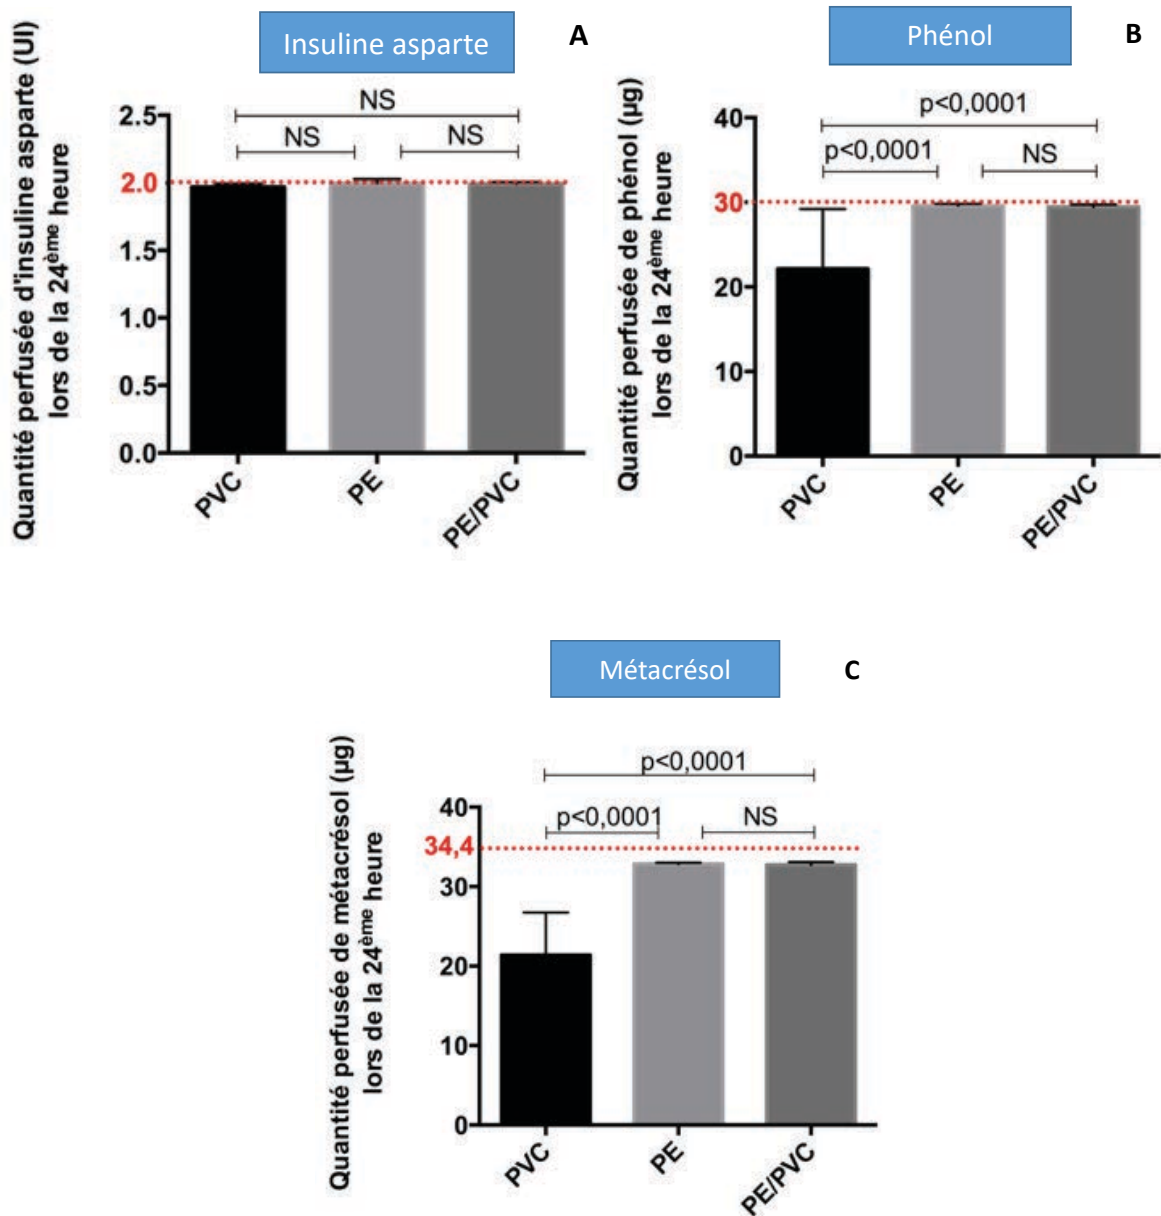 Insuline asparte
A
Quantité perfusée d'insuline asparte (UI)
lors de la 24ème heure
NS
NS
NS
2.5
2.0
1.5
1.0
0.5
0.0
PVC
PE
PE/PVC
Phénol
B
Quantité perfusée de phénol (µg)
lors de la 24ème heure
p<0,0001
p<0,0001
NS
40
30
20
10
0
PVC
PE
PE/PVC
Métacrésol
C
Quantité perfusée de métacrésol (µg)
lors de la 24ème heure
p<0,0001
p<0,0001
NS
40
34,4
30
20
10
0
PVC
PE
PE/PVC